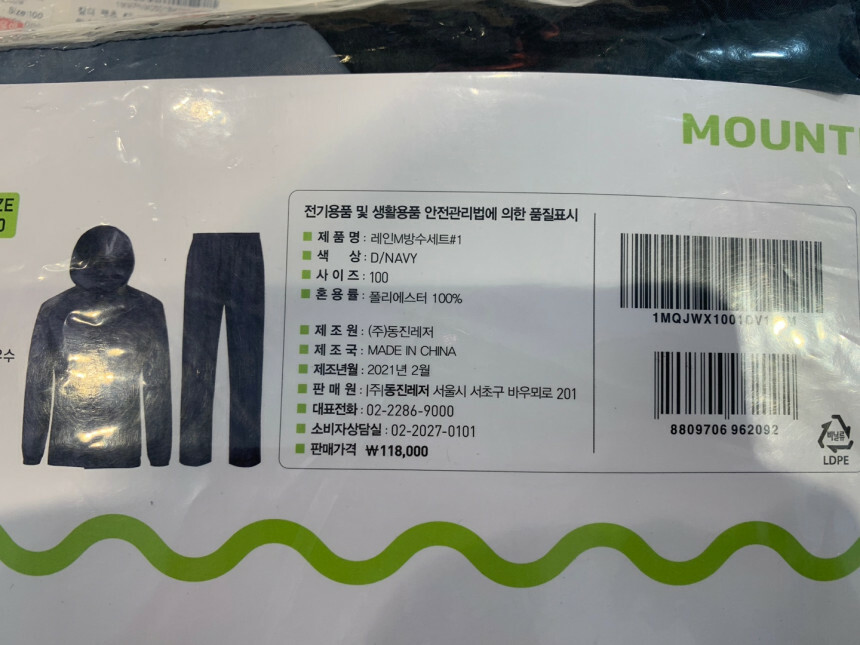 MOUNT
전기용품 및 생활용품 안전관리법에 의한 품질표시
■ 제 품 명 : 레인M방수세트#1
■ 색 상 : D/NAVY
■ 사 이 즈 : 100
■ 혼 용 률 : 폴리에스터 100%
■ 제 조 원 : (주)동진레저
■ 제 조 국 : MADE IN CHINA
■ 제조년월 : 2021년 2월
■ 판 매 원 : (주)동진레저 서울시 서초구 바우뫼로 201
■ 대표전화 : 02-2286-9000
■ 소비자상담실 : 02-2027-0101
■ 판매가격 ₩118,000
8809706 962092
비닐류
LDPE